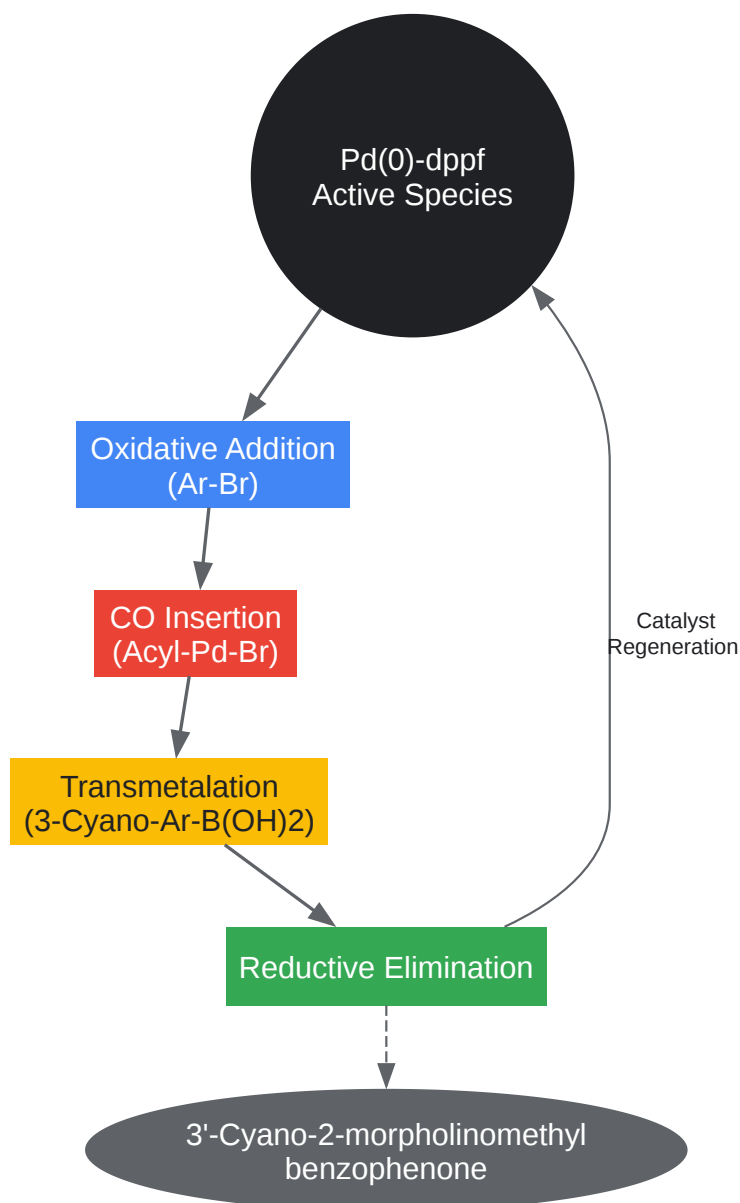 Pd(0)-dppf
Active Species
Oxidative Addition
(Ar-Br)
CO Insertion
(Acyl-Pd-Br)
Catalyst
Regeneration
Transmetalation
(3-Cyano-Ar-B(OH)2)
Reductive Elimination
3'-Cyano-2-morpholinomethyl
benzophenone